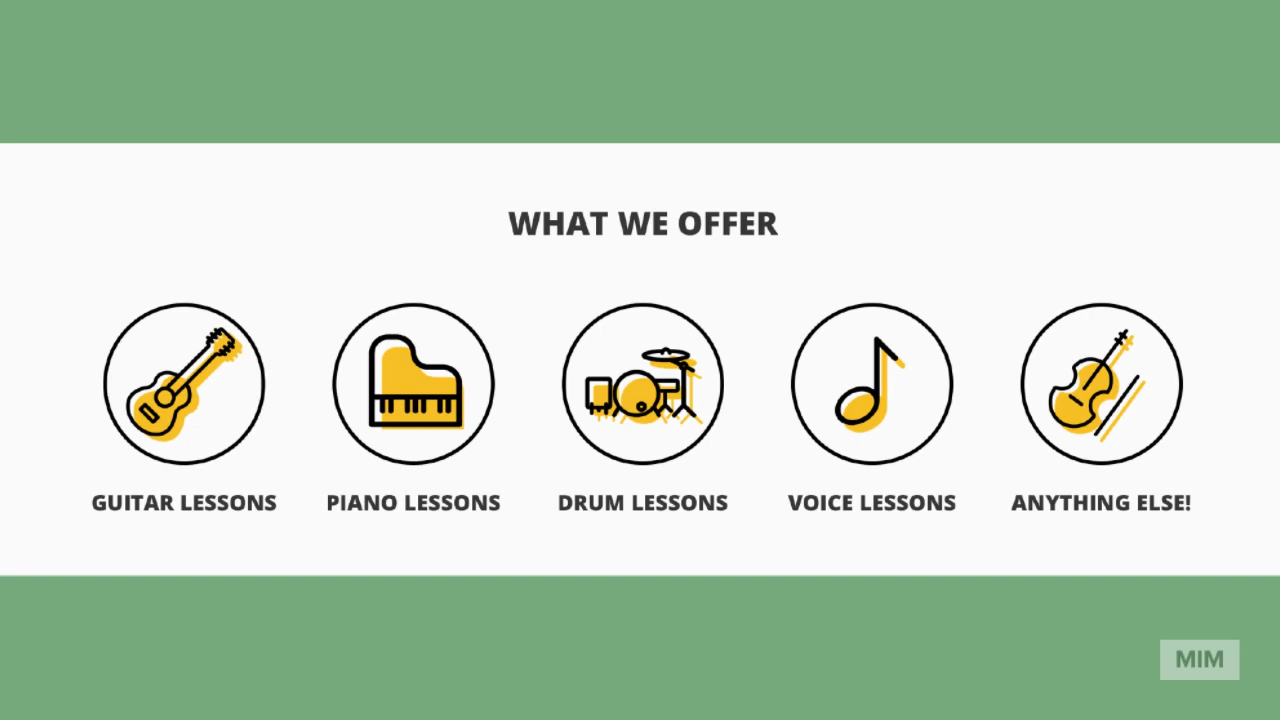 WHAT WE OFFER
GUITAR LESSONS
PIANO LESSONS
DRUM LESSONS
VOICE LESSONS
ANYTHING ELSE!
MIM